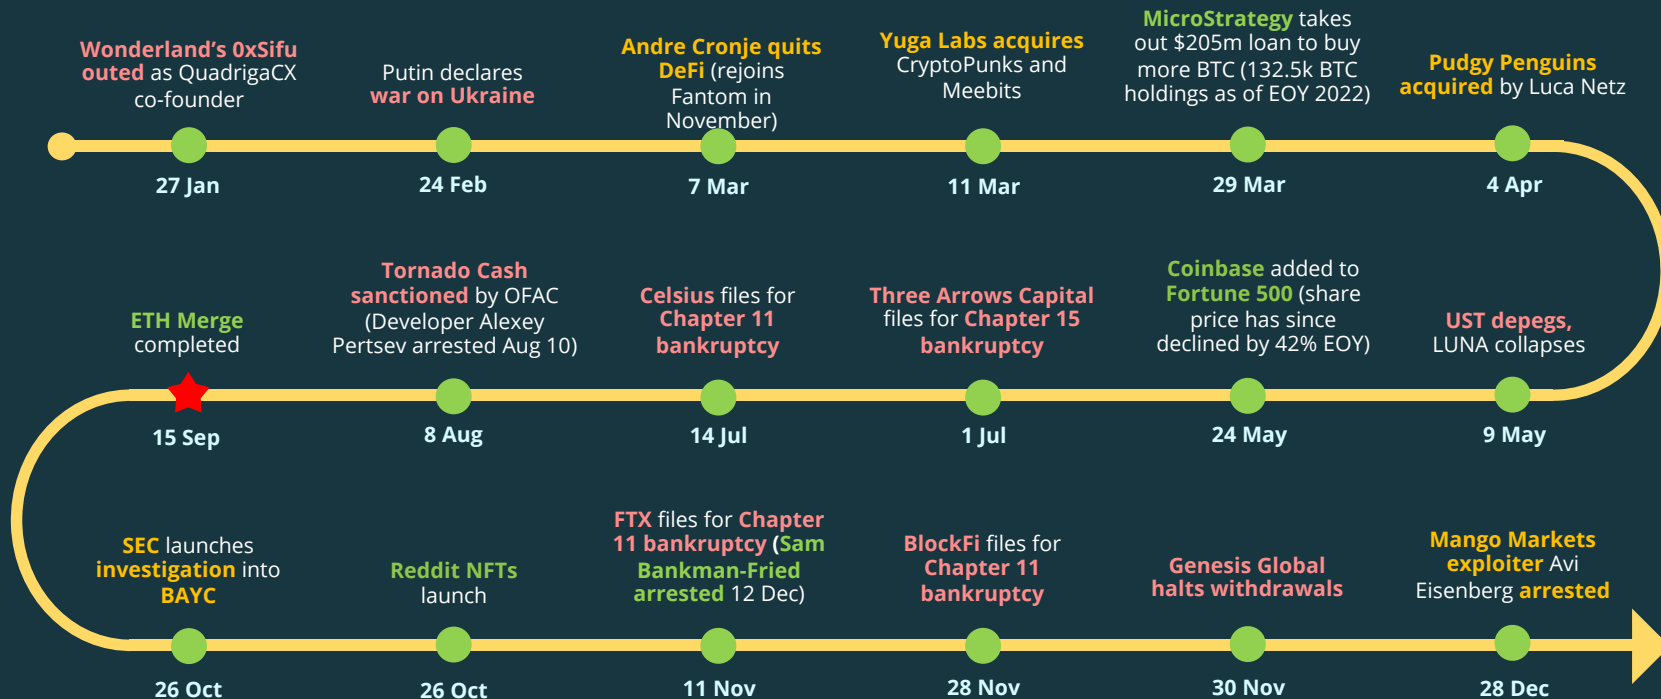 Wonderland's 0xSifu
outed as QuadrigaCX
co-founder
27 Jan
Putin declares
war on Ukraine
24 Feb
Andre Cronje quits
DeFi (rejoins
Fantom in
November)
7 Mar
Yuga Labs acquires
CryptoPunks and
Meebits
11 Mar
MicroStrategy takes
out $205m loan to buy
more BTC (132.5k BTC
holdings as of EOY 2022)
29 Mar
Pudgy Penguins
acquired by Luca Netz
4 Apr
UST depegs,
LUNA collapses
9 May
Coinbase added to
Fortune 500 (share
price has since
declined by 42% EOY)
24 May
Three Arrows Capital
files for Chapter 15
bankruptcy
1 Jul
Celsius files for
Chapter 11
bankruptcy
14 Jul
Tornado Cash
sanctioned by OFAC
(Developer Alexey
Pertsev arrested Aug 10)
8 Aug
ETH Merge
completed
15 Sep
SEC launches
investigation into
BAYC
26 Oct
Reddit NFTs
launch
26 Oct
FTX files for Chapter
11 bankruptcy (Sam
Bankman-Fried
arrested 12 Dec)
11 Nov
BlockFi files for
Chapter 11
bankruptcy
28 Nov
Genesis Global
halts withdrawals
30 Nov
Mango Markets
exploiter Avi
Eisenberg arrested
28 Dec